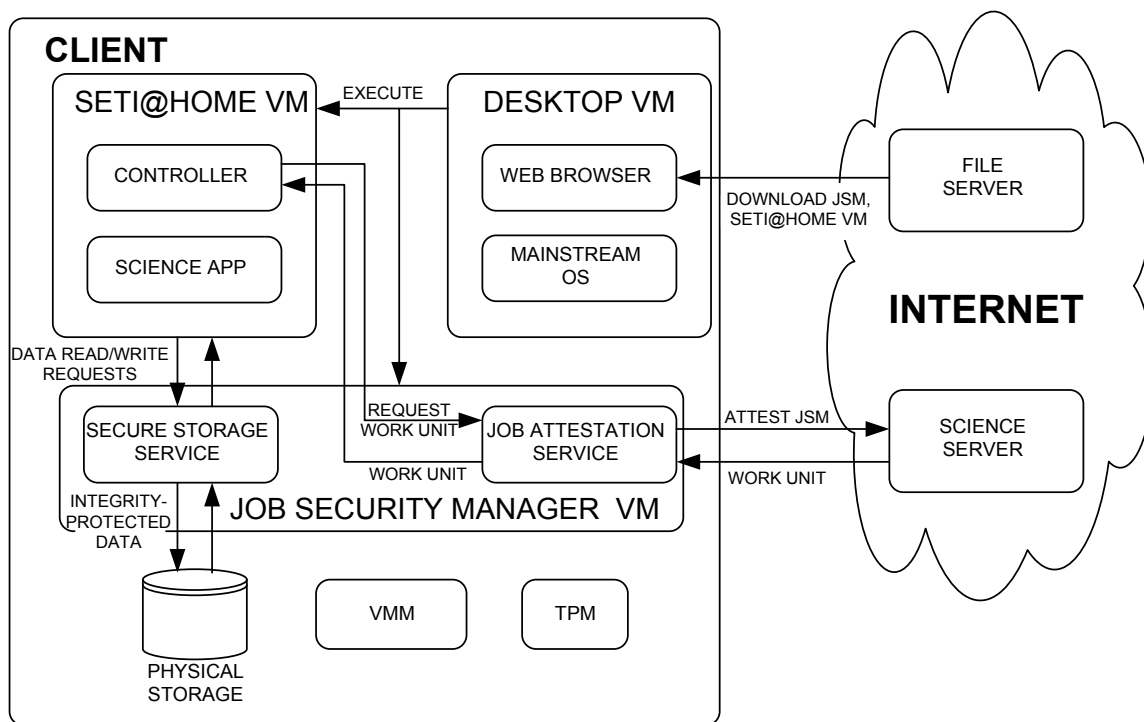 CLIENT
SETI@HOME VM
EXECUTE
DESKTOP VM
CONTROLLER
WEB BROWSER
FILE
SERVER
DOWNLOAD JSM,
SETI@HOME VM
SCIENCE APP
MAINSTREAM
OS
INTERNET
DATA READ/WRITE
REQUESTS
SECURE STORAGE
SERVICE
REQUEST
WORK UNIT
WORK UNIT
JOB ATTESTATION
SERVICE
ATTEST JSM
WORK UNIT
SCIENCE
SERVER
INTEGRITY-
PROTECTED
DATA
JOB SECURITY MANAGER VM
VMM
TPM
PHYSICAL
STORAGE